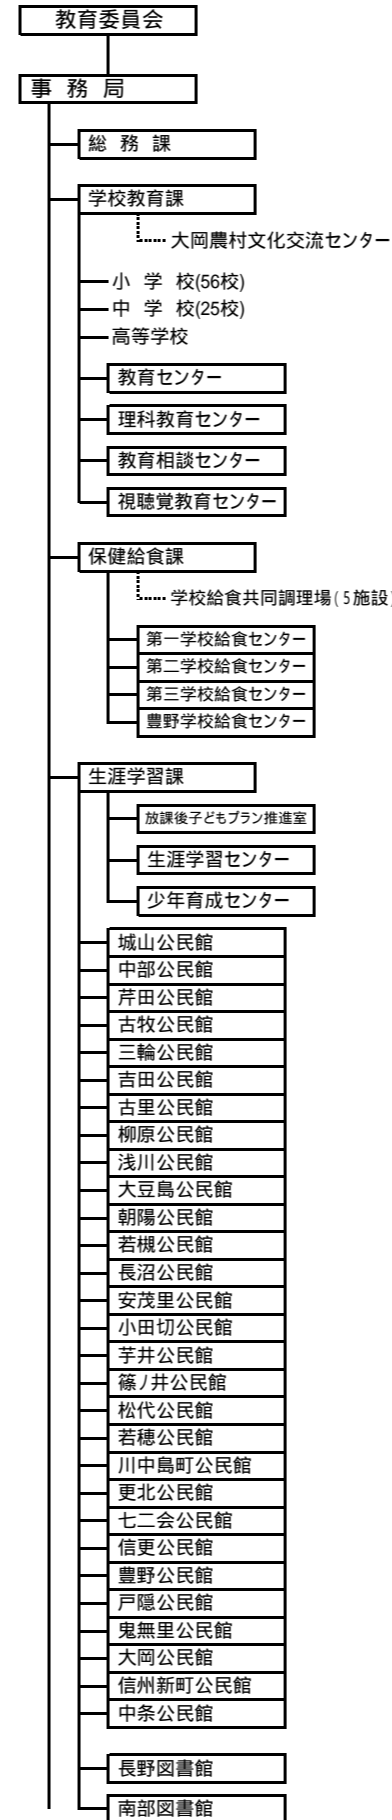 教育委員会
事 務 局
総 務 課
学校教育課
大岡農村文化交流センター
小 学 校(56校)
中 学 校(25校)
高等学校
教育センター
理科教育センター
教育相談センター
視聴覚教育センター
保健給食課
学校給食共同調理場(5施設)
第一学校給食センター
第二学校給食センター
第三学校給食センター
豊野学校給食センター
生涯学習課
放課後子どもプラン推進室
生涯学習センター
少年育成センター
城山公民館
中部公民館
芹田公民館
古牧公民館
三輪公民館
吉田公民館
古里公民館
柳原公民館
浅川公民館
大豆島公民館
朝陽公民館
若槻公民館
長沼公民館
安茂里公民館
小田切公民館
芋井公民館
篠ノ井公民館
松代公民館
若穂公民館
川中島町公民館
更北公民館
七二会公民館
信更公民館
豊野公民館
戸隠公民館
鬼無里公民館
大岡公民館
信州新町公民館
中条公民館
長野図書館
南部図書館